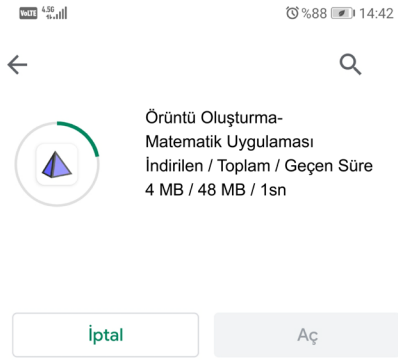 VoLTE 4.5G %88 14:42
Örüntü Oluşturma-
Matematik Uygulaması
İndirilen / Toplam / Geçen Süre
4 MB / 48 MB / 1sn
İptal Aç